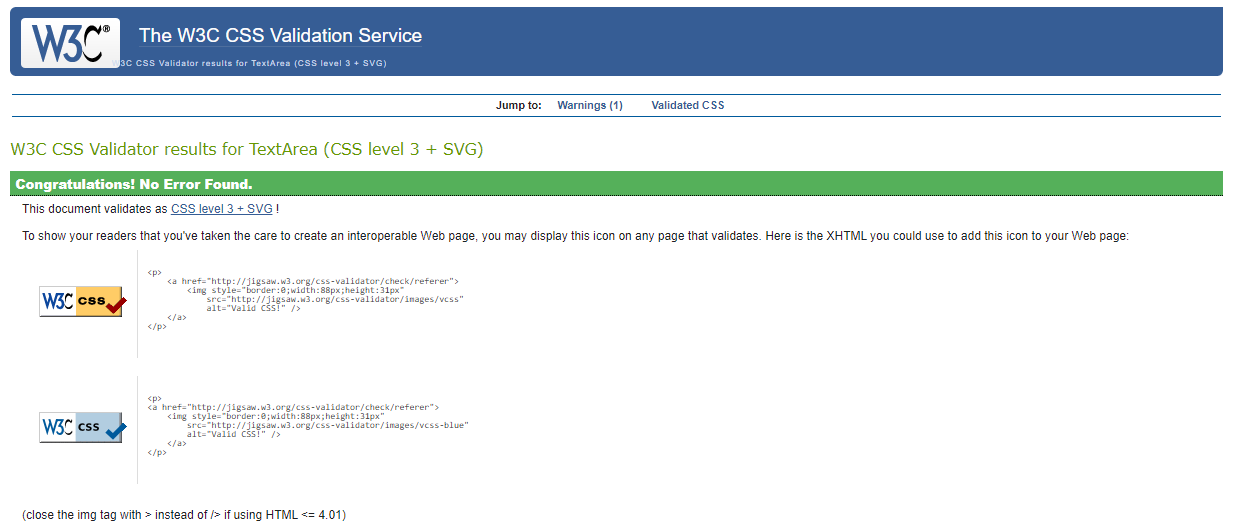 W3C® The W3C CSS Validation Service
W3C CSS Validator results for TextArea (CSS level 3 + SVG)
Jump to: Warnings (1) Validated CSS
W3C CSS Validator results for TextArea (CSS level 3 + SVG)
Congratulations! No Error Found.
This document validates as CSS level 3 + SVG !
To show your readers that you've taken the care to create an interoperable Web page, you may display this icon on any page that validates. Here is the XHTML you could use to add this icon to your Web page:
W3C css
<p>
<a href="http://jigsaw.w3.org/css-validator/check/referer">
<img style="border:0;width:88px;height:31px"
src="http://jigsaw.w3.org/css-validator/images/vcss"
alt="Valid CSS!" />
</a>
</p>
W3C css
<p>
<a href="http://jigsaw.w3.org/css-validator/check/referer">
<img style="border:0;width:88px;height:31px"
src="http://jigsaw.w3.org/css-validator/images/vcss-blue"
alt="Valid CSS!" />
</a>
</p>
(close the img tag with > instead of /> if using HTML <= 4.01)